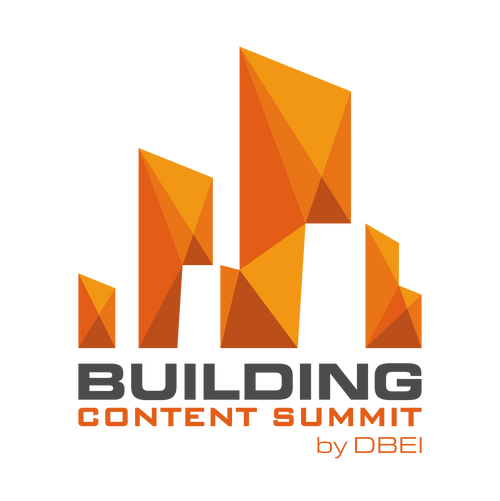 BUILDING
CONTENT SUMMIT
by DBEI